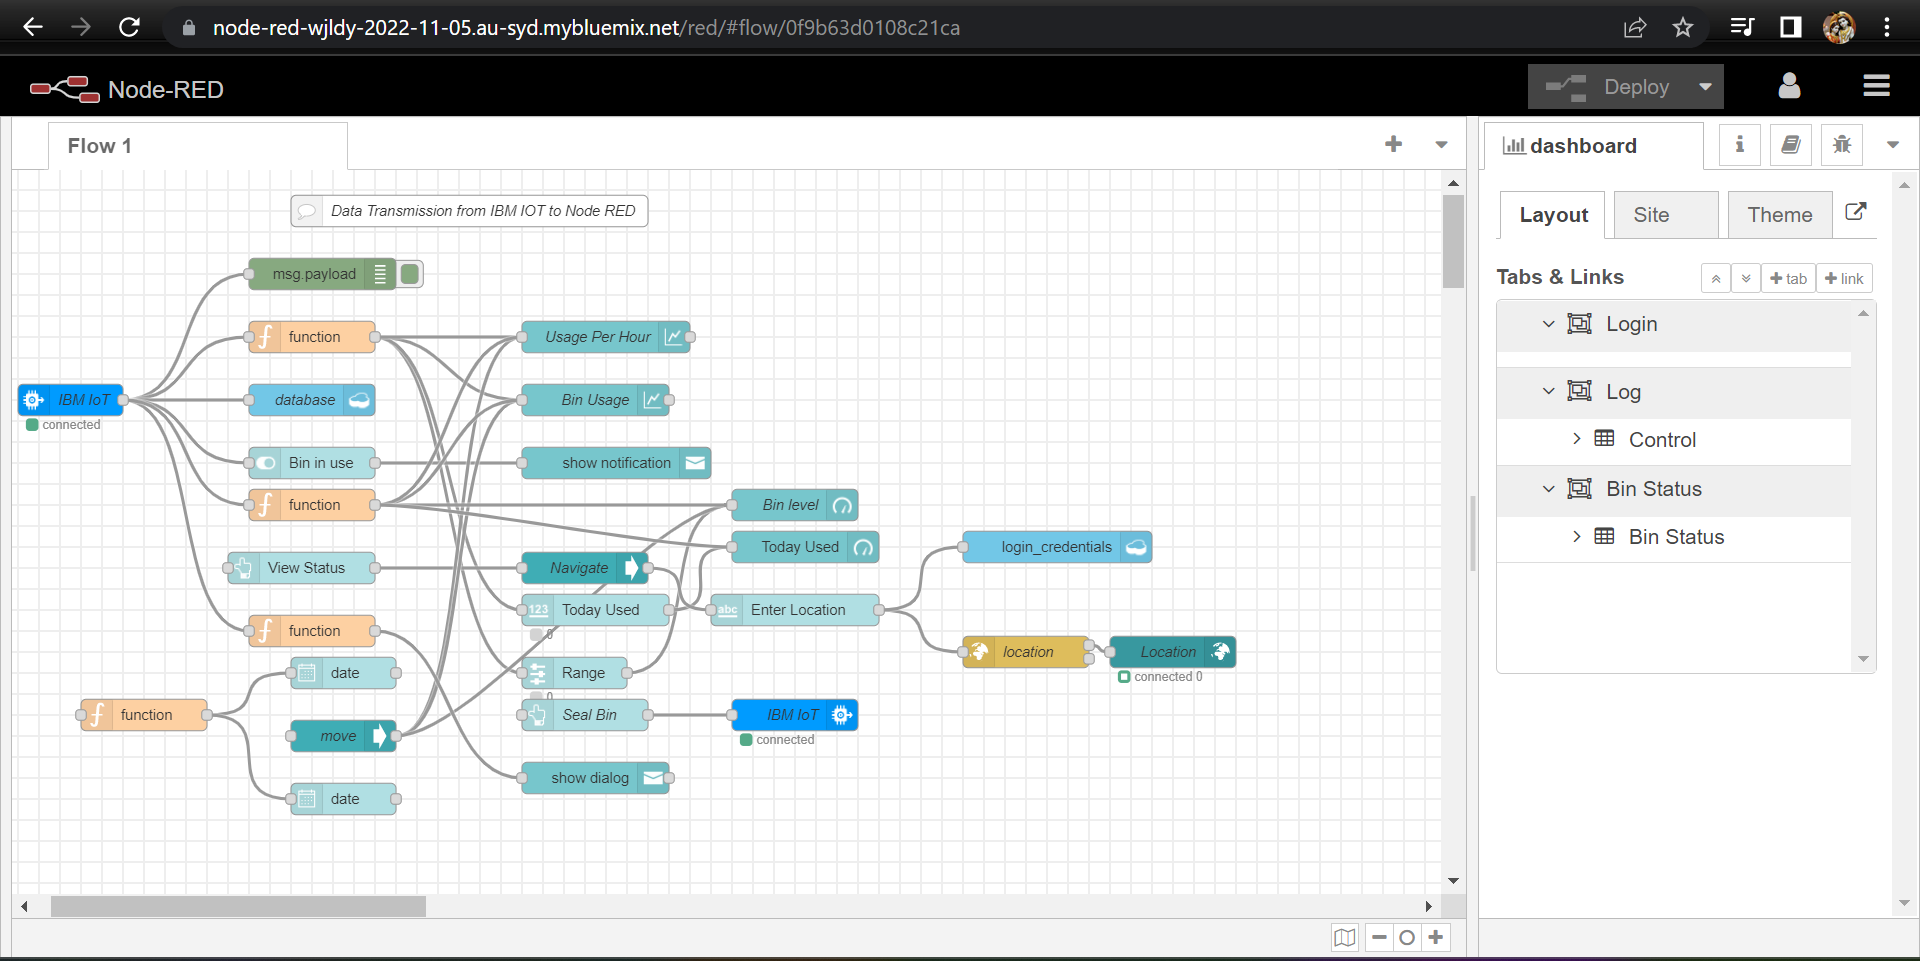 node-red-wjldy-2022-11-05.au-syd.mybluemix.net/red/#flow/0f9b63d0108c21ca
Node-RED
Deploy
Flow 1
dashboard
i
Data Transmission from IBM IOT to Node RED
Layout
Site
Theme
msg.payload
Tabs & Links
tab
link
function
Usage Per Hour
Login
IBM IoT
connected
database
Bin Usage
Log
Control
Bin in use
show notification
function
Bin level
Bin Status
Today Used
login_credentials
Bin Status
View Status
Navigate
123
Today Used
0
abc
Enter Location
function
location
Location
connected 0
date
Range
0
function
Seal Bin
IBM IoT
connected
move
show dialog
date